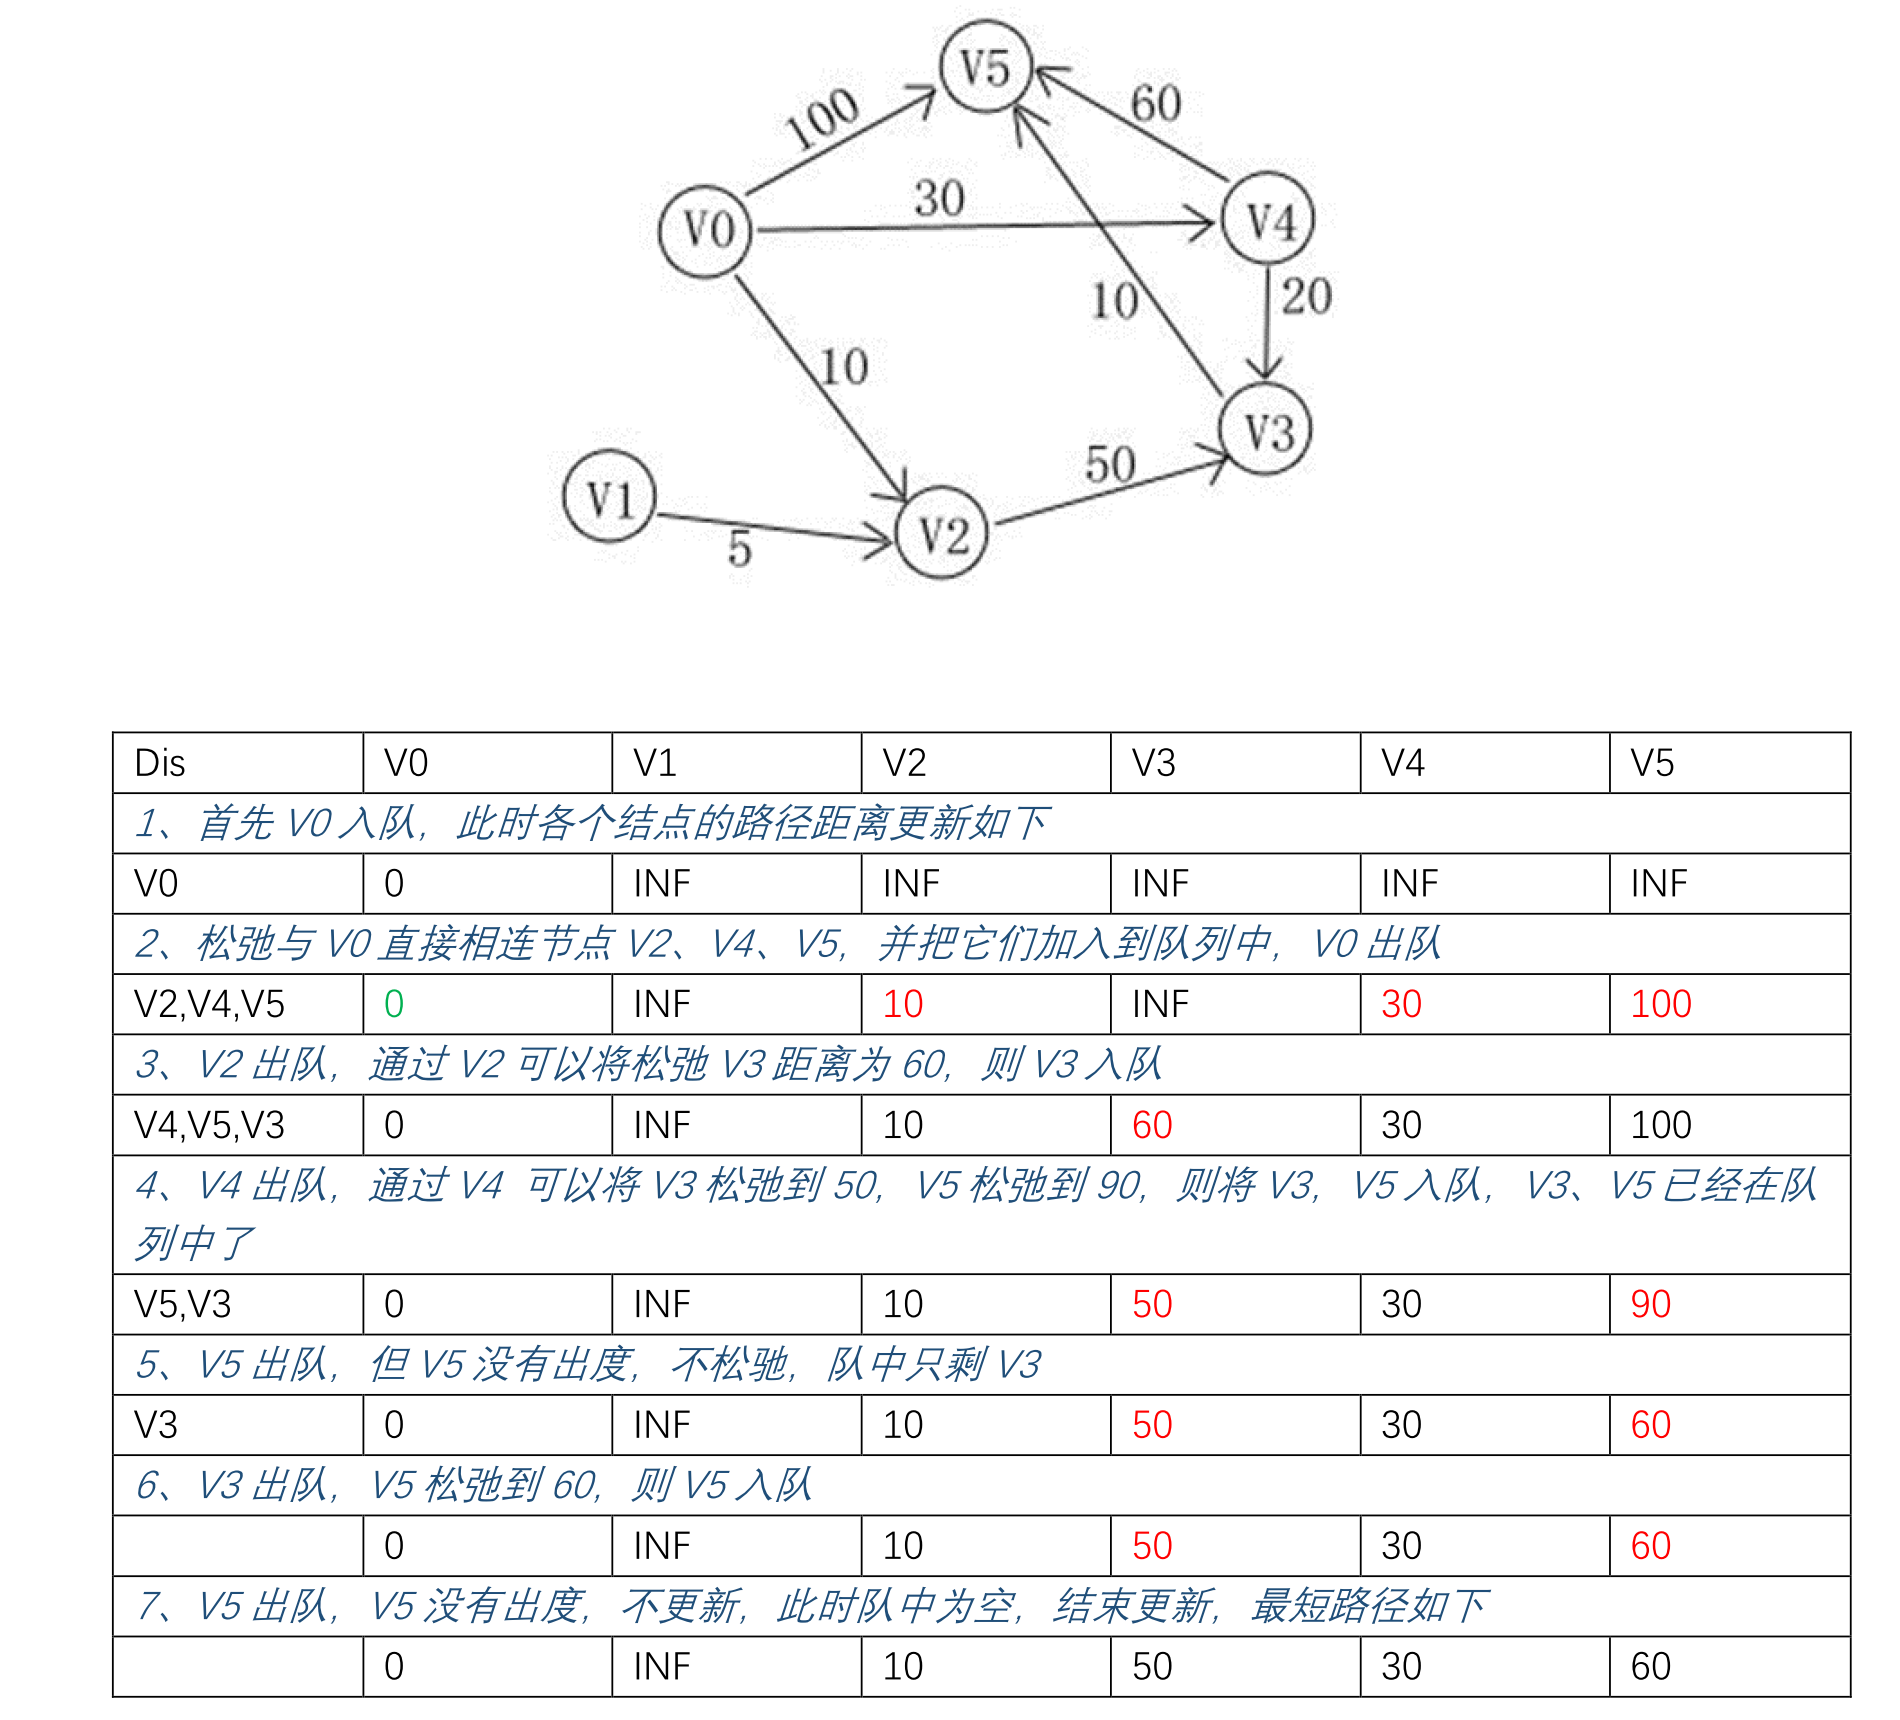 V5
100
60
30
V0
V4
10
20
10
V3
50
V1
V2
5
Dis V0 V1 V2 V3 V4 V5
1、首先 V0 入队，此时各个结点的路径距离更新如下
V0 0 INF INF INF INF INF
2、松弛与 V0 直接相连节点 V2、V4、V5，并把它们加入到队列中，V0 出队
V2,V4,V5 0 INF 10 INF 30 100
3、V2 出队，通过 V2 可以将松弛 V3 距离为 60，则 V3 入队
V4,V5,V3 0 INF 10 60 30 100
4、V4 出队，通过 V4 可以将 V3 松弛到 50，V5 松弛到 90，则将 V3，V5 入队，V3、V5 已经在队
列中了
V5,V3 0 INF 10 50 30 90
5、V5 出队，但 V5 没有出度，不松驰，队中只剩 V3
V3 0 INF 10 50 30 60
6、V3 出队，V5 松弛到 60，则 V5 入队
0 INF 10 50 30 60
7、V5 出队，V5 没有出度，不更新，此时队中为空，结束更新，最短路径如下
0 INF 10 50 30 60